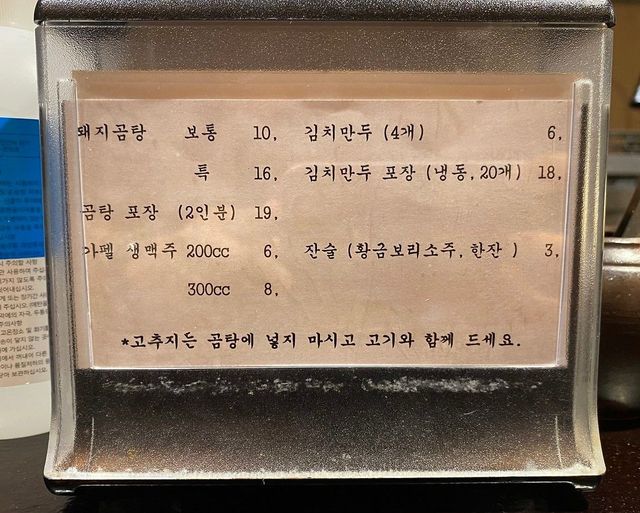 돼지곰탕 보통 10, 김치만두 (4개) 6,
특 16, 김치만두 포장 (냉동, 20개) 18,
곰탕 포장 (2인분) 19,
가펠 생맥주 200cc 6, 잔술 (황금보리소주, 한잔 ) 3,
300cc 8,
*고추지는 곰탕에 넣지 마시고 고기와 함께 드세요.